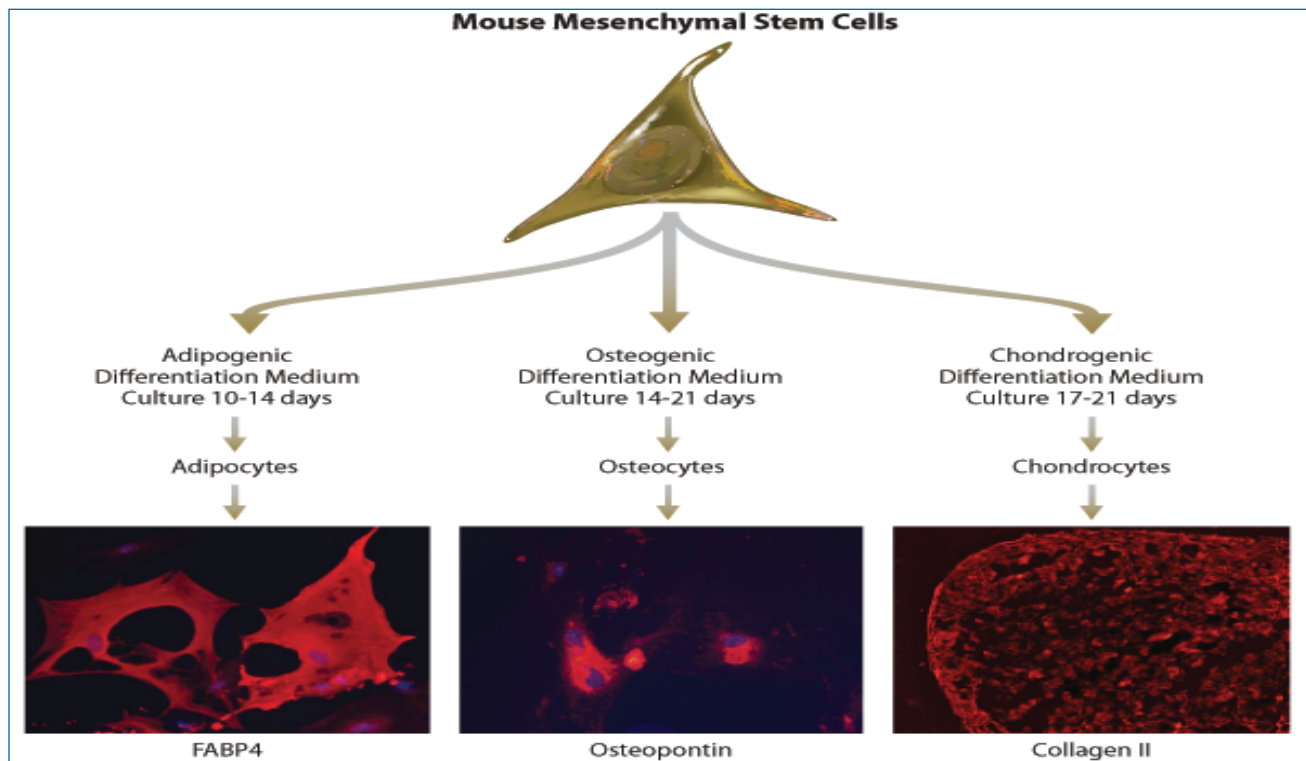 Mouse Mesenchymal Stem Cells
Adipogenic
Differentiation Medium
Culture 10-14 days
Osteogenic
Differentiation Medium
Culture 14-21 days
Chondrogenic
Differentiation Medium
Culture 17-21 days
Adipocytes
Osteocytes
Chondrocytes
FABP4
Osteopontin
Collagen II